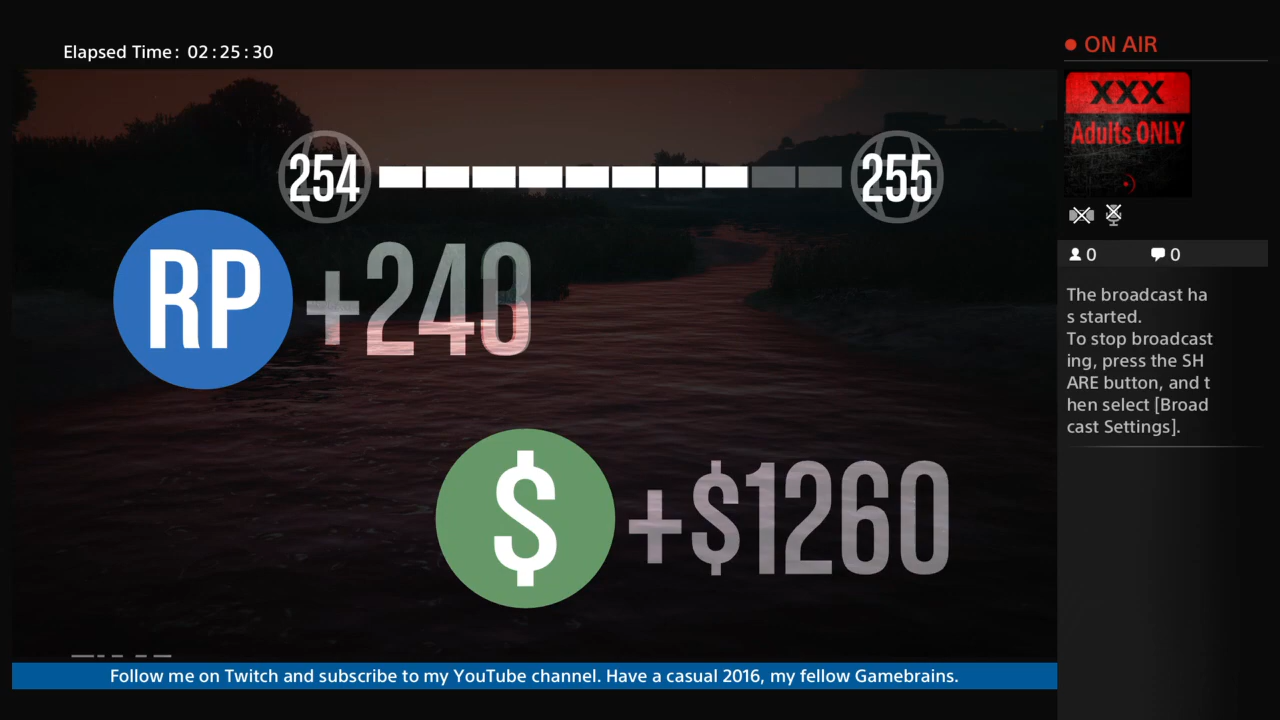 Elapsed Time: 02:25:30
ON AIR
XXX
Adults ONLY
254
255
RP +240
0
0
The broadcast ha
s started.
To stop broadcast
ing, press the SH
ARE button, and t
hen select [Broad
cast Settings].
$ +$1260
Follow me on Twitch and subscribe to my YouTube channel. Have a casual 2016, my fellow Gamebrains.